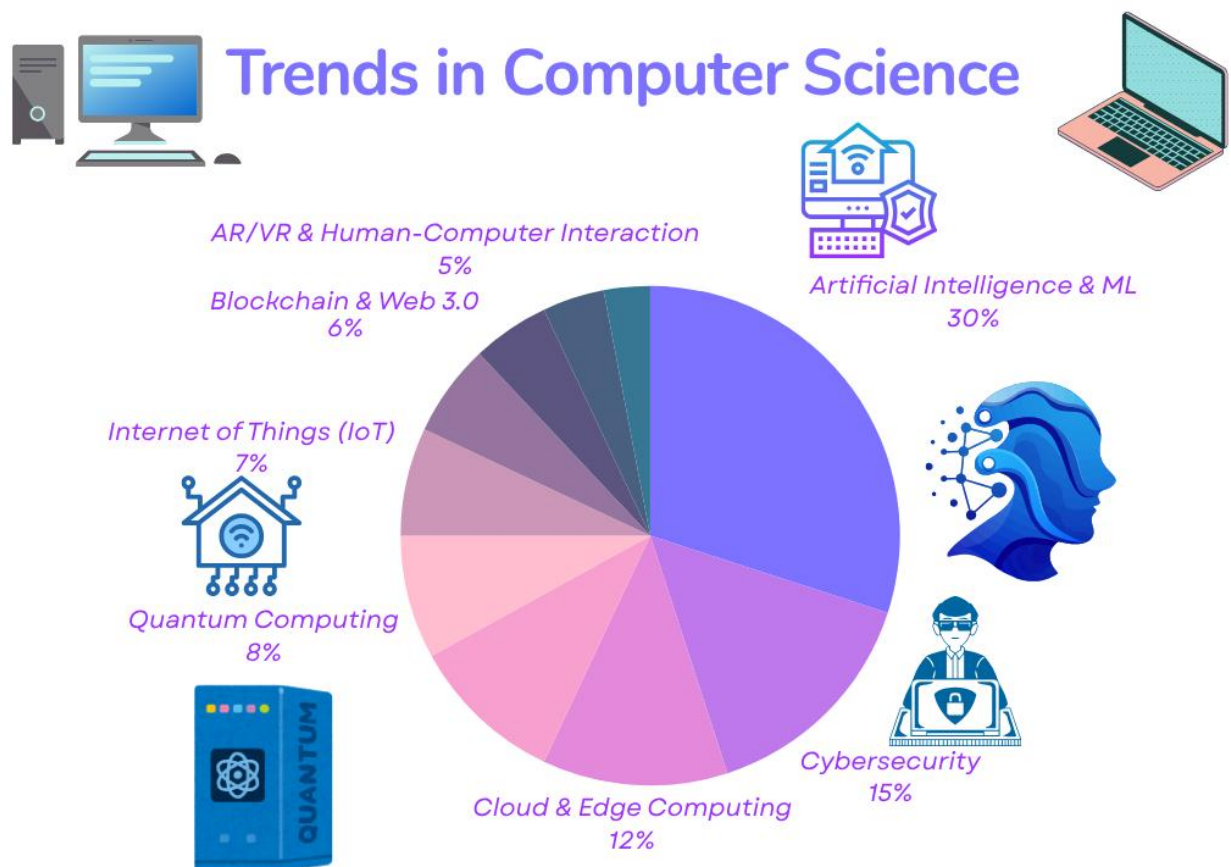 Trends in Computer Science
AR/VR & Human-Computer Interaction
5%
Blockchain & Web 3.0
6%
Artificial Intelligence & ML
30%
Internet of Things (IoT)
7%
Quantum Computing
8%
QUANTUM
Cybersecurity
15%
Cloud & Edge Computing
12%